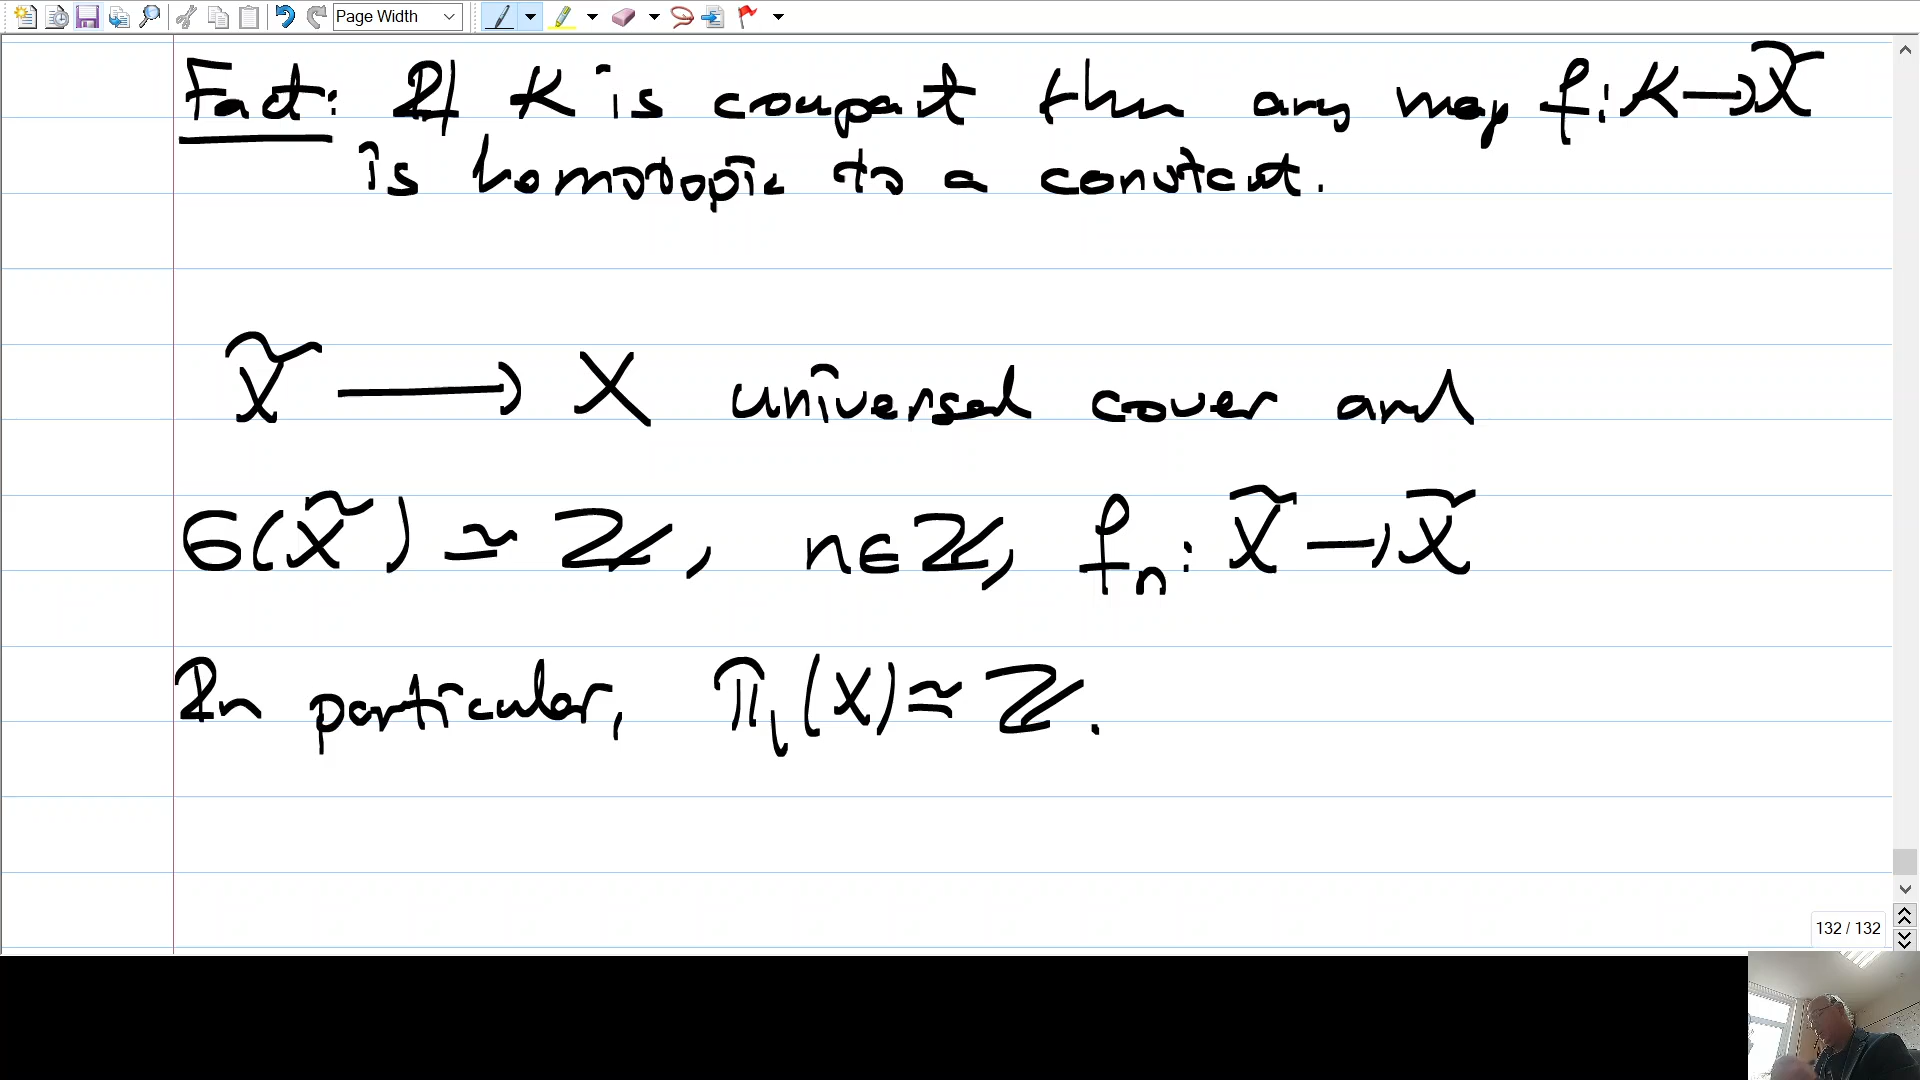 Page Width
Fact: If K is compact then any map f: K → X̃
is homotopic to a constant.
X̃ ⟶ X universal cover and
G(X̃) ≃ ℤ, n∈ℤ, fₙ: X̃ → X̃
In particular, π₁(X) ≃ ℤ.
132 / 132